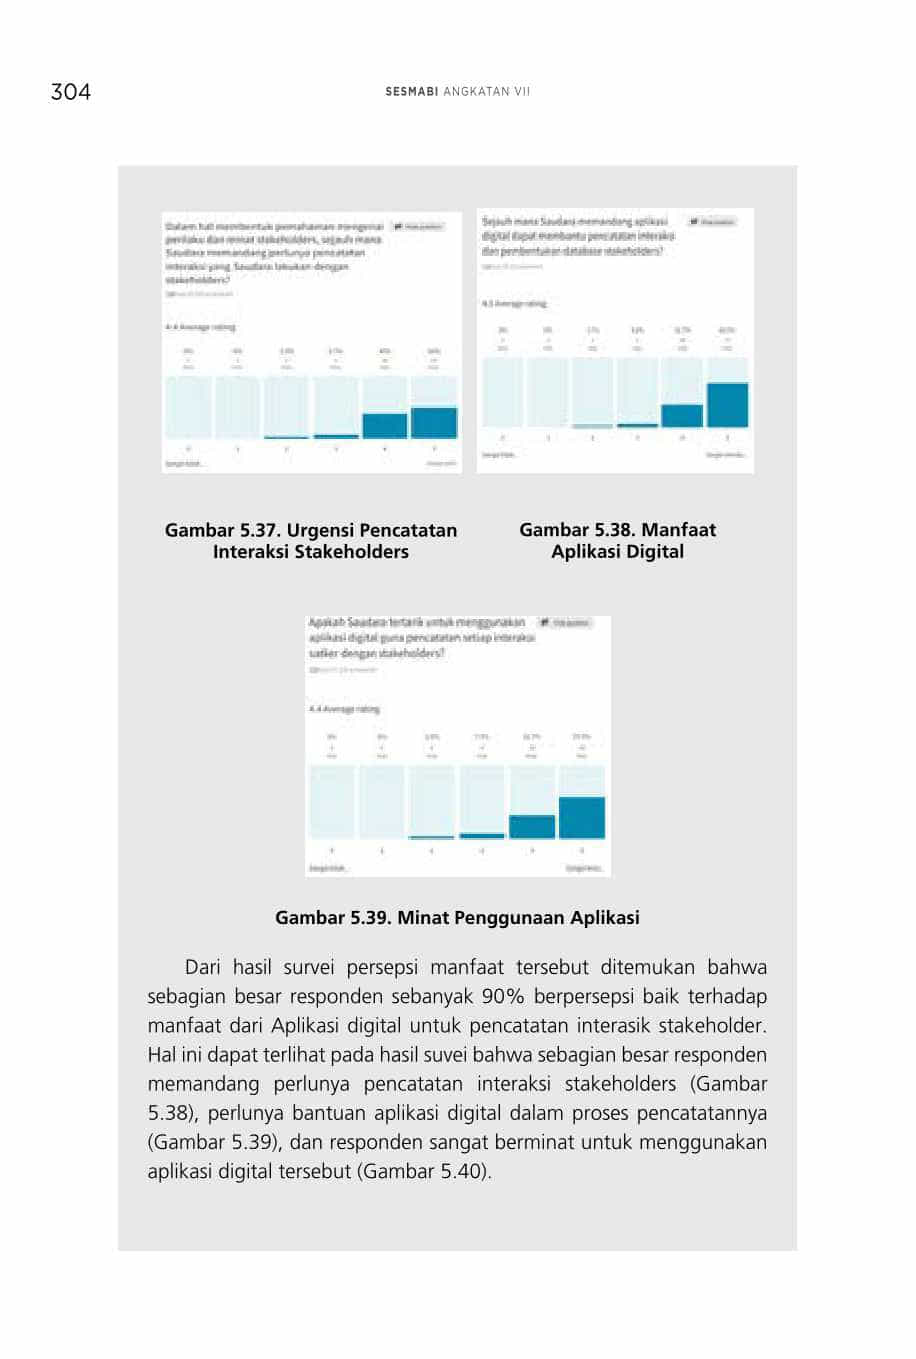 304
SESMABI ANGKATAN VII
Dalam hal membentuk pemahaman mengenai
perilaku dan minat stakeholders, sejauh mana
Saudara memandang perlunya pencatatan
interaksi yang Saudara lakukan dengan
stakeholders?
4.4 Average rating
Sejauh mana Saudara memandang aplikasi
digital dapat membantu pencatatan interaksi
dan pembentukan database stakeholders?
4.5 Average rating
Gambar 5.37. Urgensi Pencatatan
Interaksi Stakeholders
Gambar 5.38. Manfaat
Aplikasi Digital
Apakah Saudara tertarik untuk menggunakan
aplikasi digital guna pencatatan setiap interaksi
satker dengan stakeholders?
4.4 Average rating
Gambar 5.39. Minat Penggunaan Aplikasi
Dari hasil survei persepsi manfaat tersebut ditemukan bahwa
sebagian besar responden sebanyak 90% berpersepsi baik terhadap
manfaat dari Aplikasi digital untuk pencatatan interasik stakeholder.
Hal ini dapat terlihat pada hasil suvei bahwa sebagian besar responden
memandang perlunya pencatatan interaksi stakeholders (Gambar
5.38), perlunya bantuan aplikasi digital dalam proses pencatatannya
(Gambar 5.39), dan responden sangat berminat untuk menggunakan
aplikasi digital tersebut (Gambar 5.40).